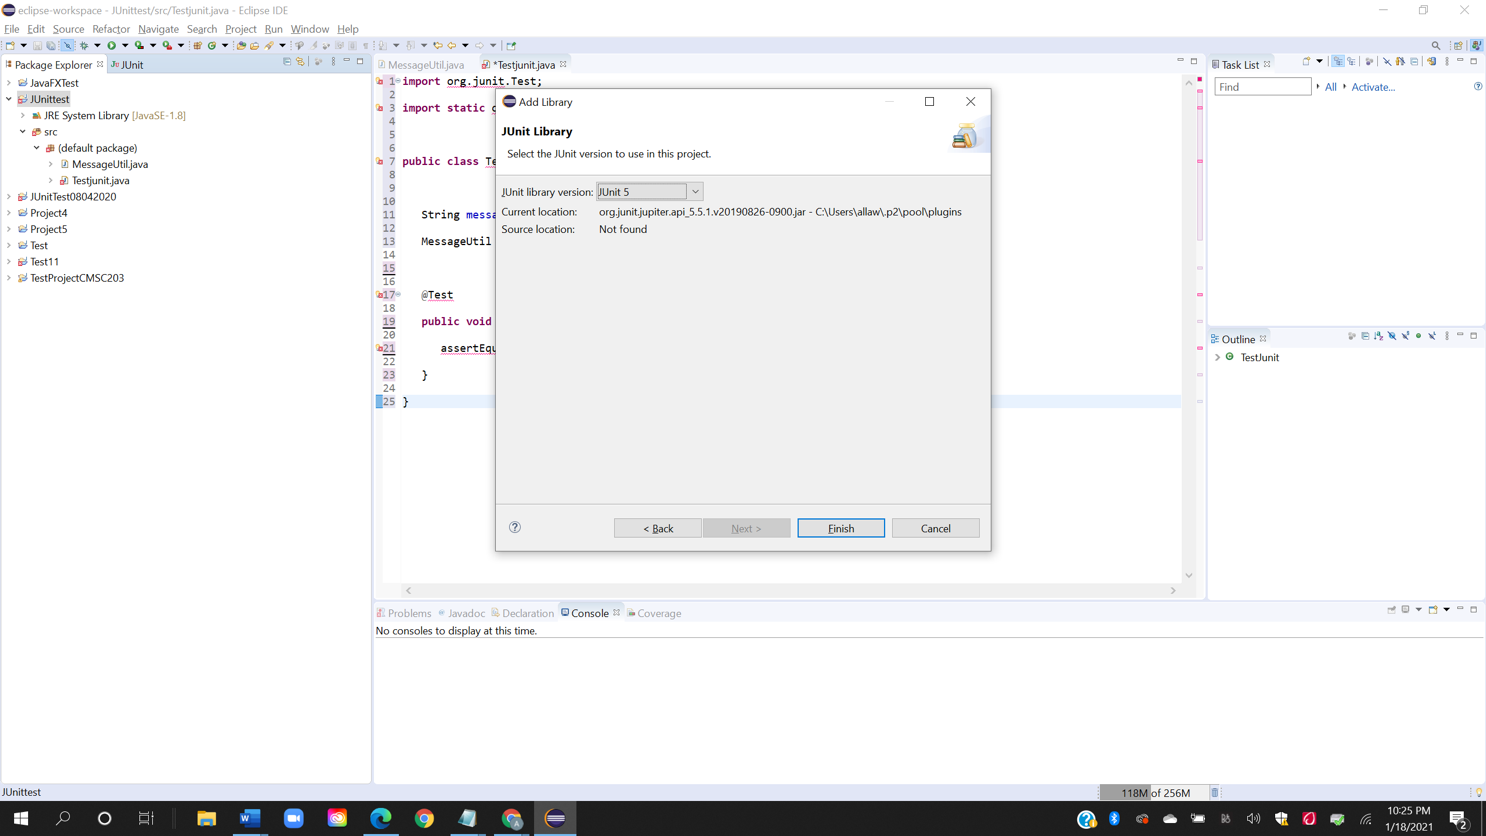 eclipse-workspace - JUnittest/src/Testjunit.java - Eclipse IDE
File Edit Source Refactor Navigate Search Project Run Window Help
Package Explorer
JUnit
JavaFXTest
JUnittest
JRE System Library [JavaSE-1.8]
src
(default package)
MessageUtil.java
Testjunit.java
JUnitTest08042020
Project4
Project5
Test
Test11
TestProjectCMSC203
MessageUtil.java
*Testjunit.java
1 import org.junit.Test;
2
3 import static
4
5
6
7 public class Te
8
9
10
11 String messa
12
13 MessageUtil
14
15
16
17 @Test
18
19 public void
20
21 assertEqu
22
23 }
24
25 }
Add Library
JUnit Library
Select the JUnit version to use in this project.
JUnit library version: JUnit 5
Current location: org.junit.jupiter.api_5.5.1.v20190826-0900.jar - C:\Users\allaw\.p2\pool\plugins
Source location: Not found
< Back
Next >
Finish
Cancel
Task List
Find
All
Activate...
Outline
TestJunit
Problems
Javadoc
Declaration
Console
Coverage
No consoles to display at this time.
JUnittest
118M of 256M
10:25 PM
1/18/2021
2